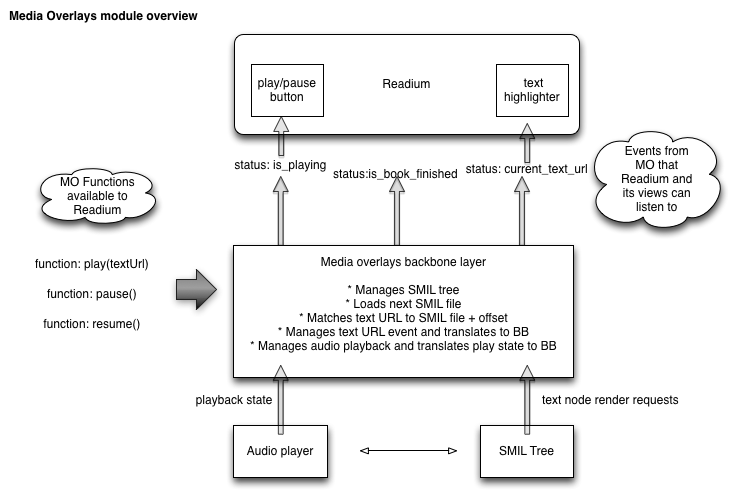 Media Overlays module overview
play/pause
button
Readium
text
highlighter
status: is_playing
status:is_book_finished
status: current_text_url
MO Functions
available to
Readium
Events from
MO that
Readium and
its views can
listen to
function: play(textUrl)
function: pause()
function: resume()
Media overlays backbone layer
* Manages SMIL tree
* Loads next SMIL file
* Matches text URL to SMIL file + offset
* Manages text URL event and translates to BB
* Manages audio playback and translates play state to BB
playback state
text node render requests
Audio player
SMIL Tree